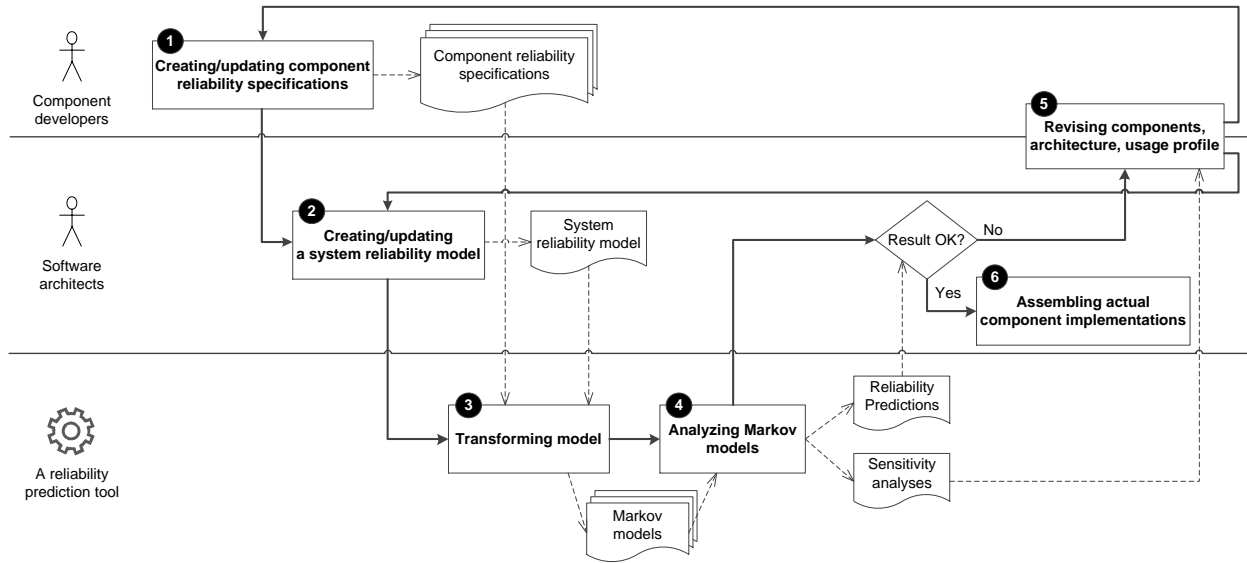 1
Creating/updating component
reliability specifications
Component reliability
specifications
Component
developers
5
Revising components,
architecture, usage profile
2
Creating/updating
a system reliability model
System
reliability model
Result OK?
No
Yes
Software
architects
6
Assembling actual
component implementations
3
Transforming model
4
Analyzing Markov
models
Reliability
Predictions
Sensitivity
analyses
A reliability
prediction tool
Markov
models